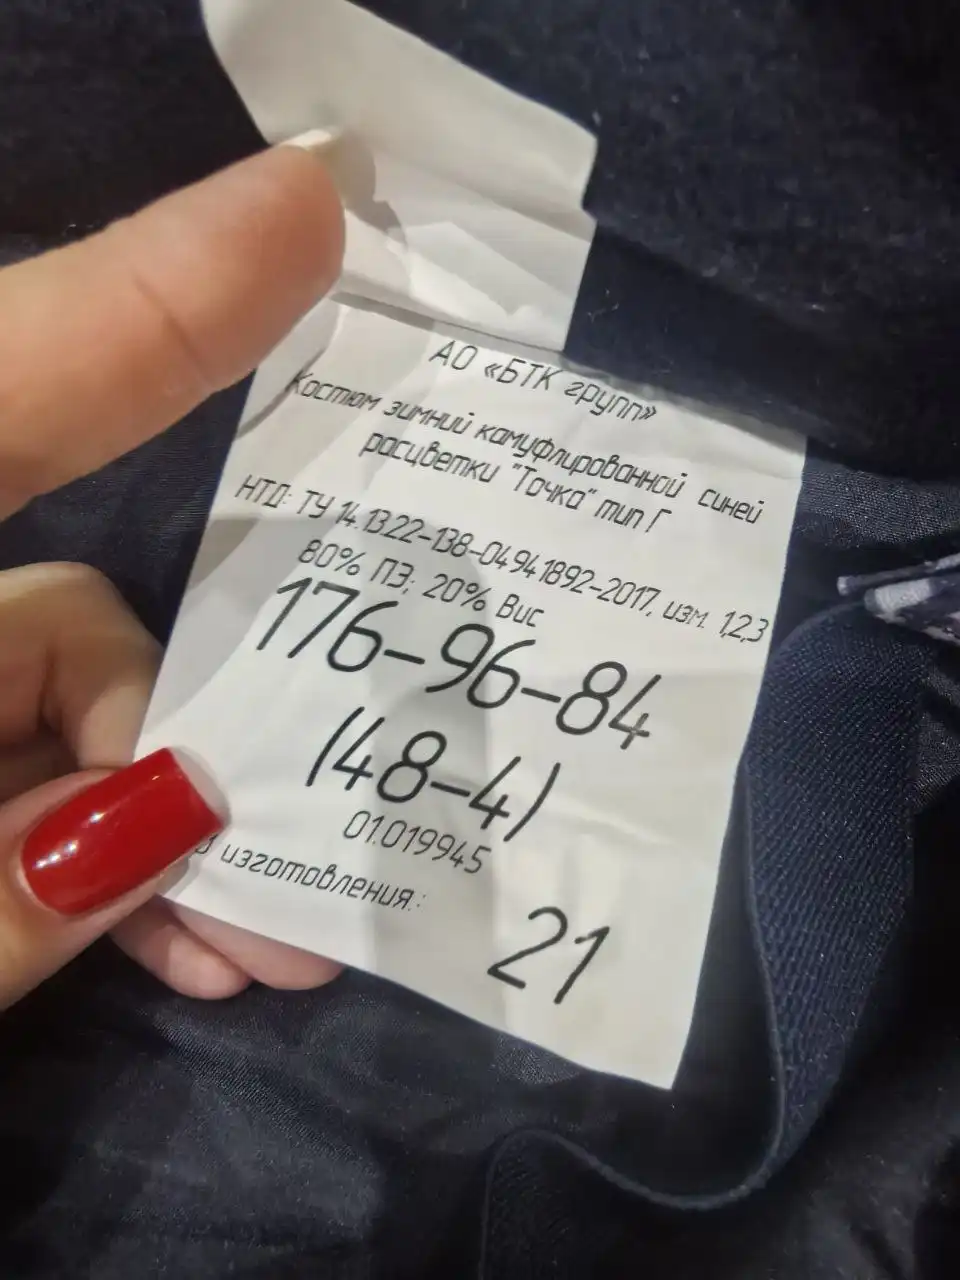 АО «БТК групп»
Костюм зимний камуфлированной синей
расцветки "Точка" тип Г
НТД: ТУ 14.13.22-138-04941892-2017, изм. 1,2,3
80% ПЭ; 20% Вис
176-96-84
(48-4)
01.019945
изготовления:
21